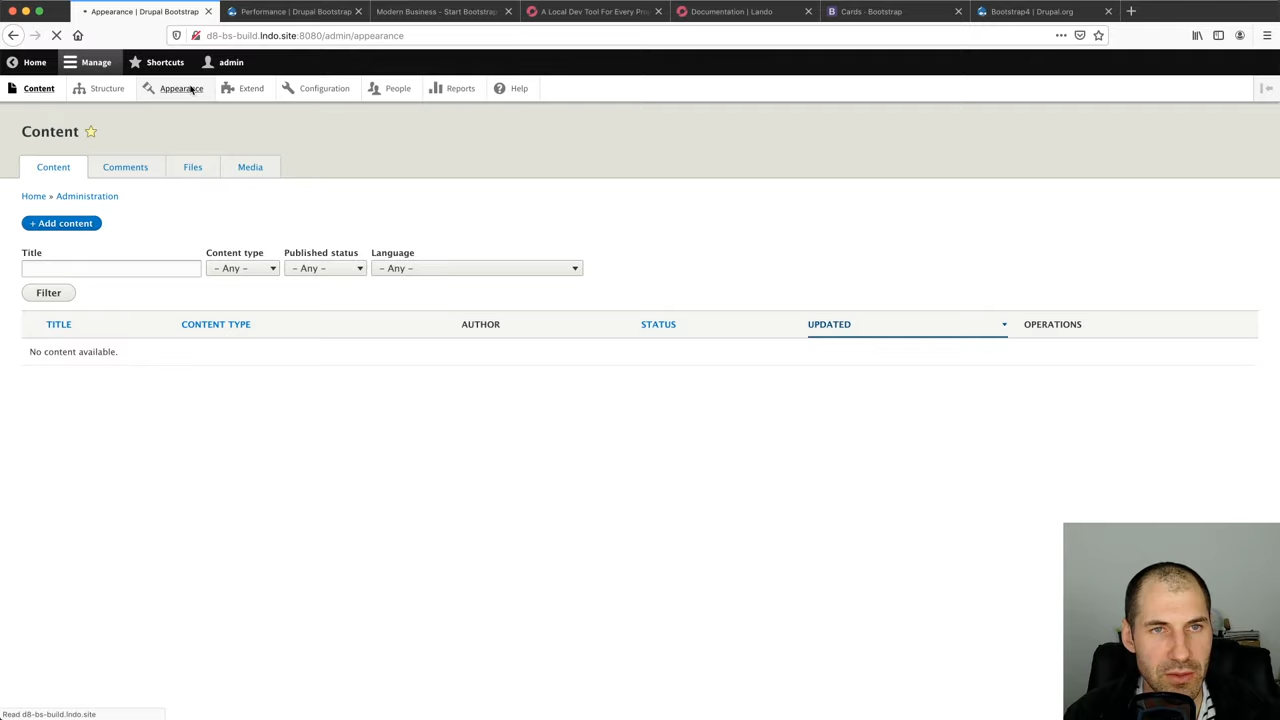 Appearance | Drupal Bootstrap
Performance | Drupal Bootstrap
Modern Business - Start Bootstrap
A Local Dev Tool For Every Pro
Documentation | Lando
Cards · Bootstrap
Bootstrap4 | Drupal.org
d8-bs-build.lndo.site:8080/admin/appearance
Home
Manage
Shortcuts
admin
Content
Structure
Appearance
Extend
Configuration
People
Reports
Help
Content
Content
Comments
Files
Media
Home » Administration
+ Add content
Title
Content type
Published status
Language
- Any -
- Any -
- Any -
Filter
TITLE
CONTENT TYPE
AUTHOR
STATUS
UPDATED
OPERATIONS
No content available.
Read d8-bs-build.lndo.site